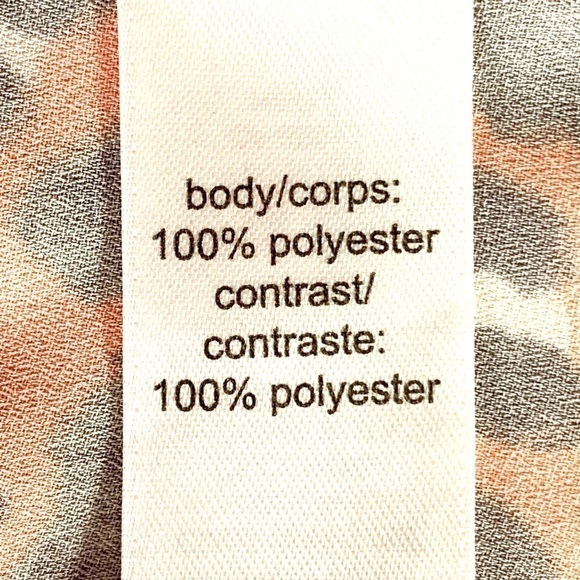 body/corps:
100% polyester
contrast/
contraste:
100% polyester